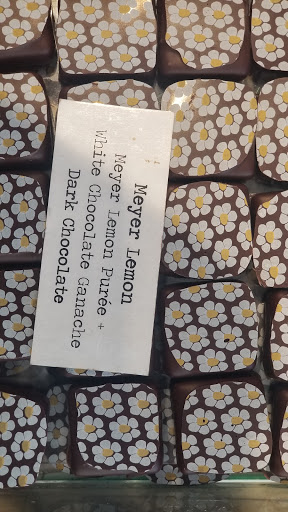 Meyer Lemon
Meyer Lemon Purée +
White Chocolate Ganache
Dark Chocolate